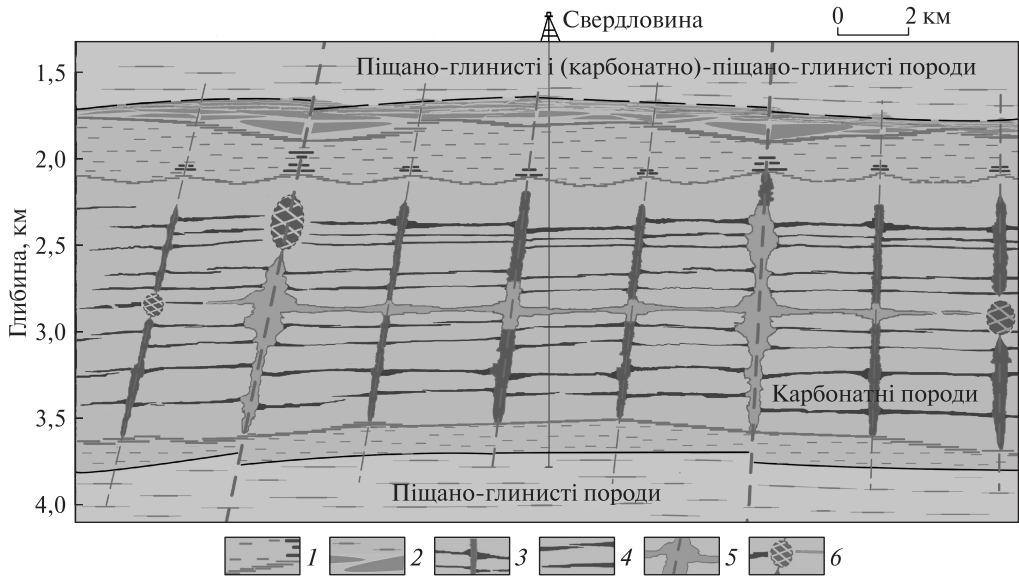 Свердловина
0 2 км
Піщано-глинисті і (карбонатно)-піщано-глинисті породи
1,5
2,0
2,5
3,0
3,5
4,0
Глибина, км
Карбонатні породи
Піщано-глинисті породи
1 2 3 4 5 6